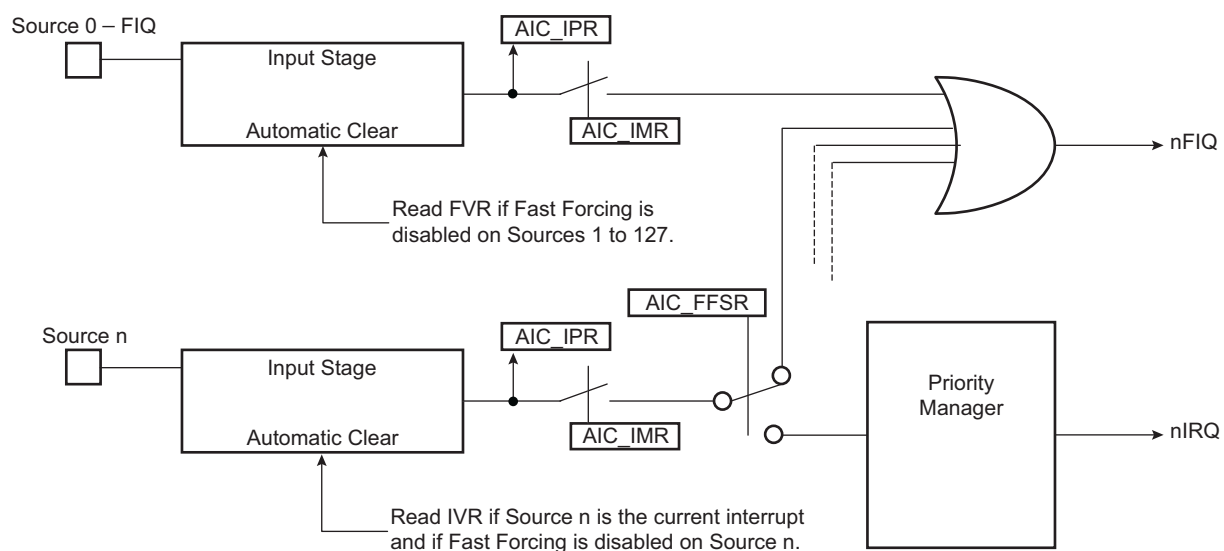 Source 0 – FIQ
AIC_IPR
Input Stage
Automatic Clear
AIC_IMR
nFIQ
Read FVR if Fast Forcing is
disabled on Sources 1 to 127.
AIC_FFSR
Source n
AIC_IPR
Input Stage
Priority
Manager
Automatic Clear
AIC_IMR
nIRQ
Read IVR if Source n is the current interrupt
and if Fast Forcing is disabled on Source n.